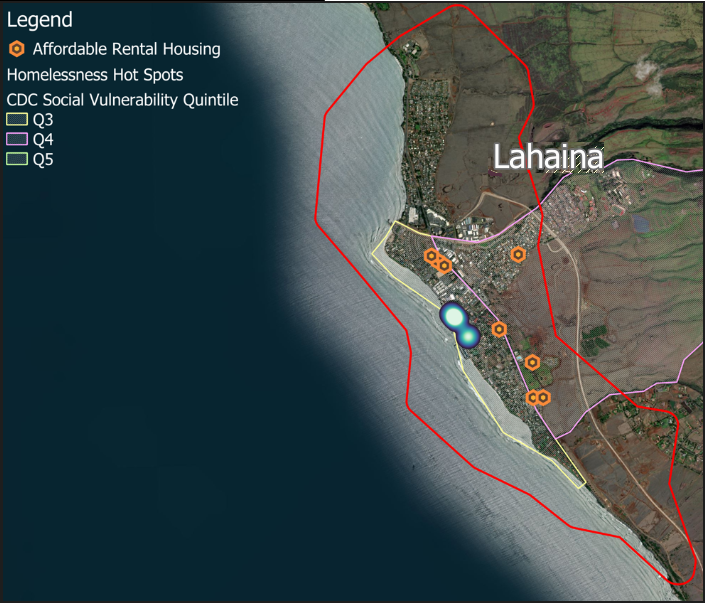 Legend
Affordable Rental Housing
Homelessness Hot Spots
CDC Social Vulnerability Quintile
Q3
Q4
Q5
Lahaina